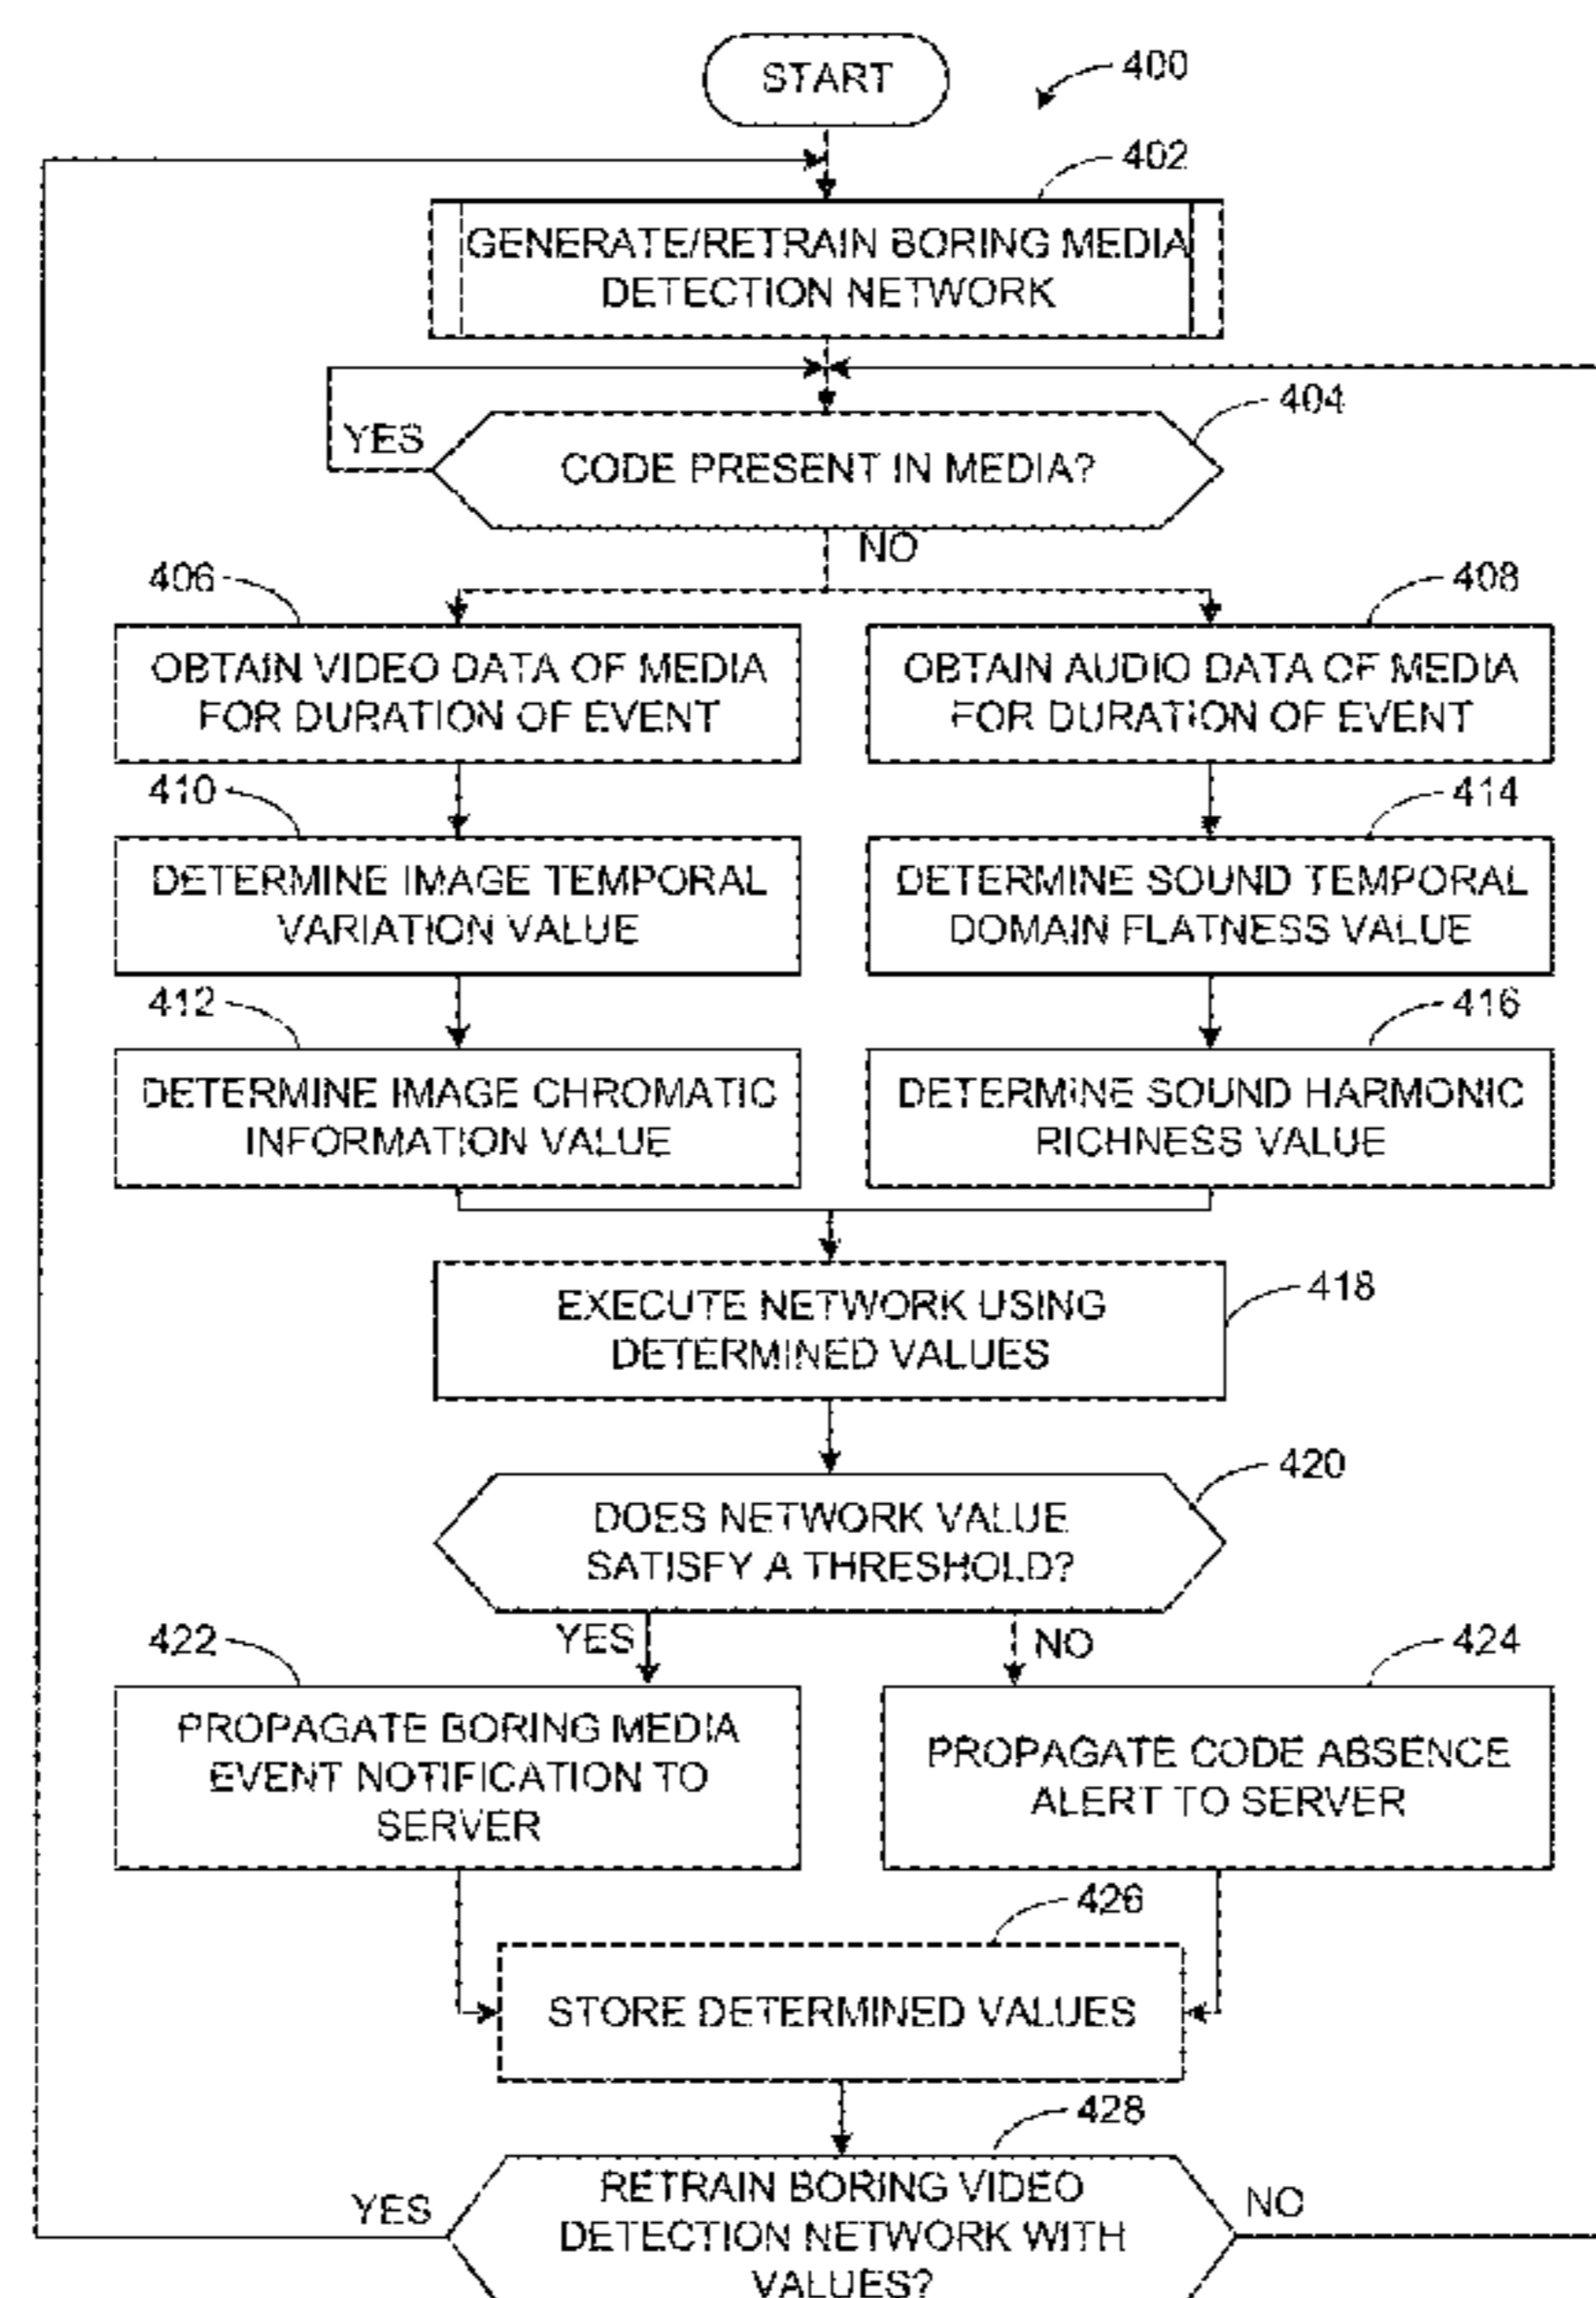 START
400
402
GENERATE/RETRAIN BORING MEDIA
DETECTION NETWORK
404
YES
CODE PRESENT IN MEDIA?
NO
406
408
OBTAIN VIDEO DATA OF MEDIA
FOR DURATION OF EVENT
OBTAIN AUDIO DATA OF MEDIA
FOR DURATION OF EVENT
410
414
DETERMINE IMAGE TEMPORAL
VARIATION VALUE
DETERMINE SOUND TEMPORAL
DOMAIN FLATNESS VALUE
412
416
DETERMINE IMAGE CHROMATIC
INFORMATION VALUE
DETERMINE SOUND HARMONIC
RICHNESS VALUE
418
EXECUTE NETWORK USING
DETERMINED VALUES
420
DOES NETWORK VALUE
SATISFY A THRESHOLD?
YES
NO
422
424
PROPAGATE BORING MEDIA
EVENT NOTIFICATION TO
SERVER
PROPAGATE CODE ABSENCE
ALERT TO SERVER
426
STORE DETERMINED VALUES
428
YES
RETRAIN BORING VIDEO
DETECTION NETWORK WITH
VALUES?
NO